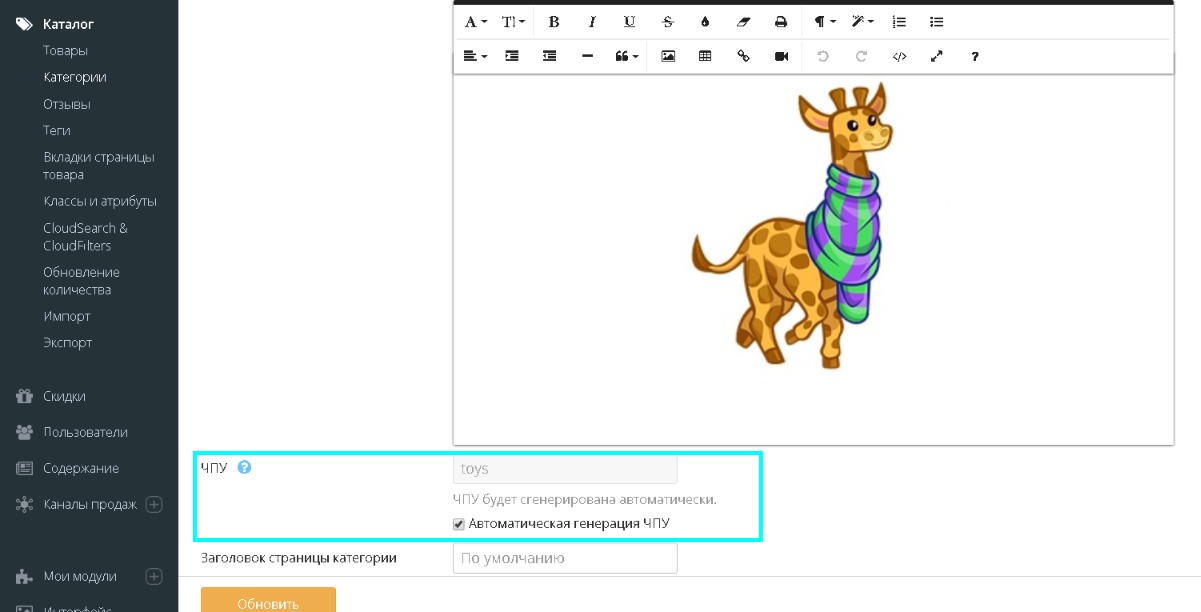 Каталог
Товары
Категории
Отзывы
Теги
Вкладки страницы
товара
Классы и атрибуты
CloudSearch &
CloudFilters
Обновление
количества
Импорт
Экспорт
Скидки
Пользователи
Содержание
Каналы продаж
Мои модули
Интерфейс
ЧПУ ?
toys
ЧПУ будет сгенерирована автоматически.
Автоматическая генерация ЧПУ
Заголовок страницы категории
По умолчанию
Обновить